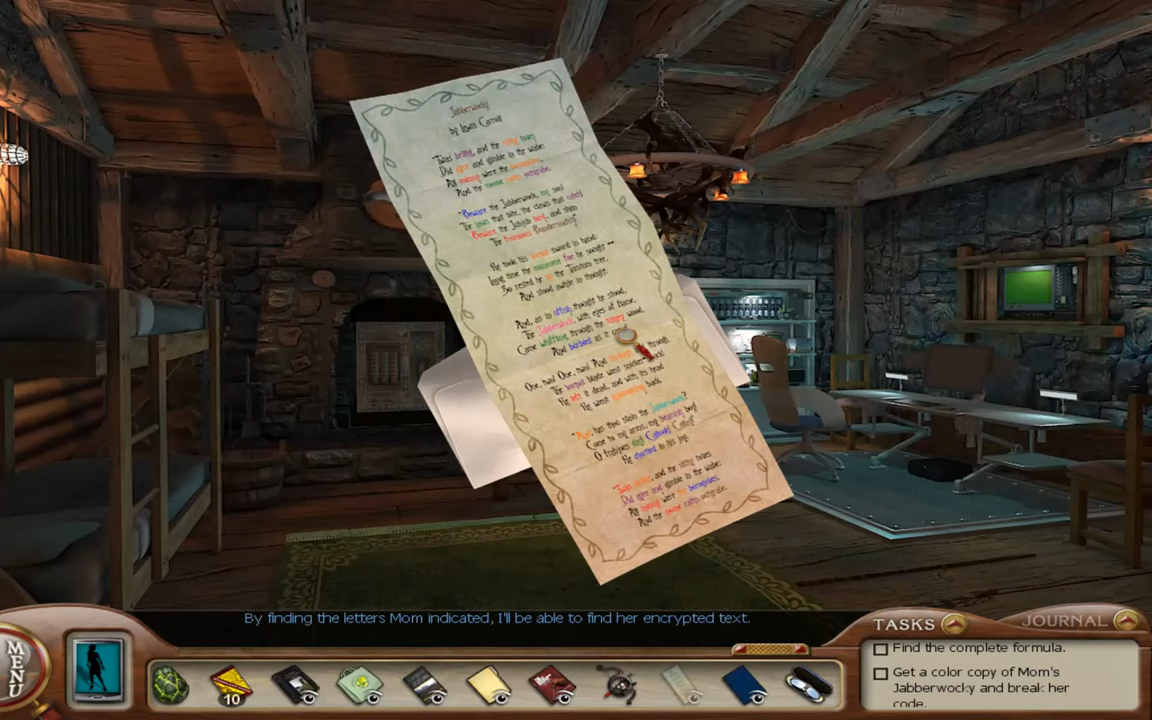 Jabberwocky
by Lewis Carroll
'Twas brillig, and the slithy toves
Did gyre and gimble in the wabe:
All mimsy were the borogoves,
And the mome raths outgrabe.
"Beware the Jabberwock, my son!
The jaws that bite, the claws that catch!
Beware the Jubjub bird, and shun
The frumious Bandersnatch!"
He took his vorpal sword in hand:
Long time the manxome foe he sought --
So rested he by the Tumtum tree,
And stood awhile in thought.
And, as in uffish thought he stood,
The Jabberwock, with eyes of flame,
Came whiffling through the tulgey wood,
And burbled as it
One, two! One, two! And through through
The vorpal blade went snicker-snack!
He left it dead, and with its head
He went galumphing back.
"And, has thou slain the Jabberwock?
Come to my arms, my beamish boy!
O frabjous day! Callooh! Callay!"
He chortled in his joy.
'Twas brillig, and the slithy toves
Did gyre and gimble in the wabe:
All mimsy were the borogoves,
And the mome raths outgrabe.
By finding the letters Mom indicated, I'll be able to find her encrypted text.
MENU
10
TASKS
JOURNAL
Find the complete formula.
Get a color copy of Mom's
Jabberwocky and break her
code.